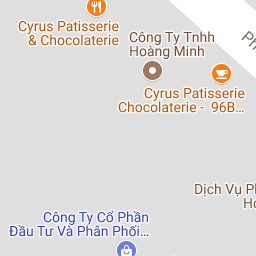 Cyrus Patisserie
& Chocolaterie
Công Ty Tnhh
Hoàng Minh
Cyrus Patisserie
Chocolaterie - 96B...
Dịch Vụ
Công Ty Cổ Phần
Đầu Tư Và Phân Phối...